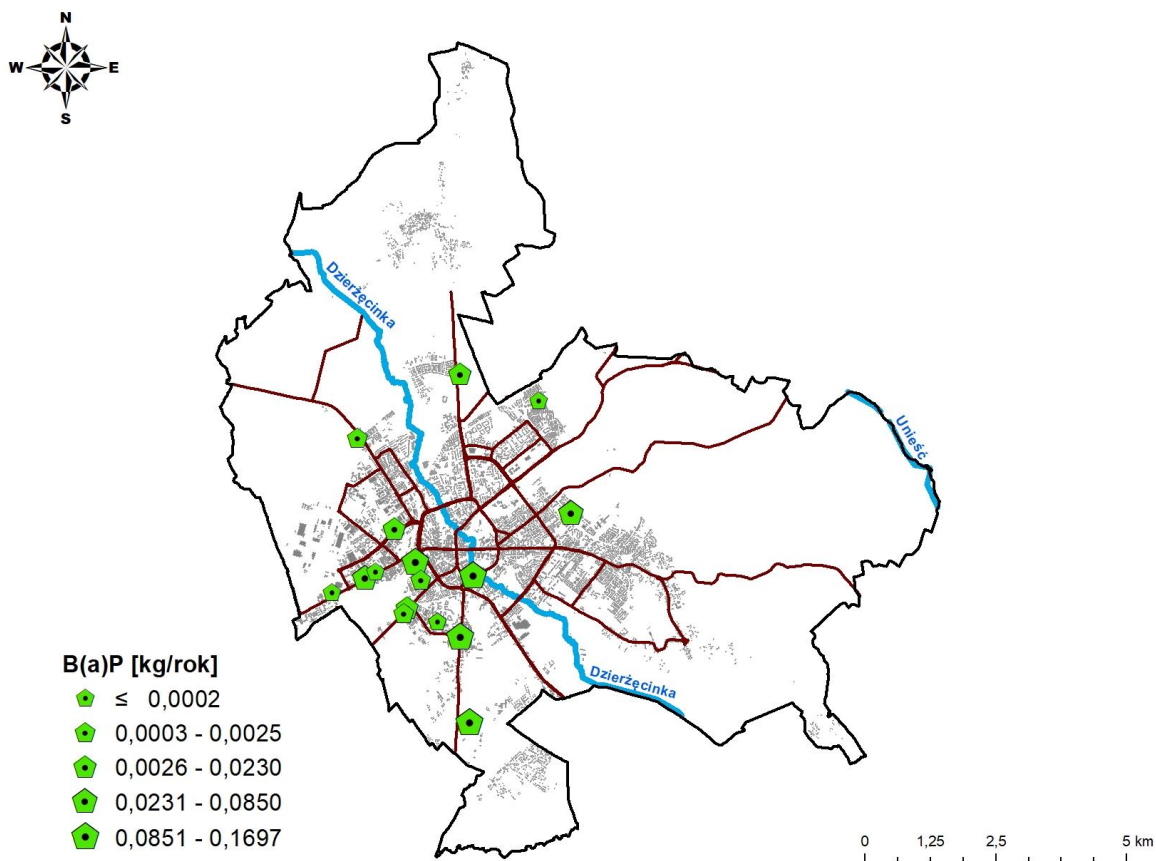 N
W E
S
Dzierżęcinka
Unieść
Dzierżęcinka
B(a)P [kg/rok]
≤ 0,0002
0,0003 - 0,0025
0,0026 - 0,0230
0,0231 - 0,0850
0,0851 - 0,1697
0 1,25 2,5 5 km